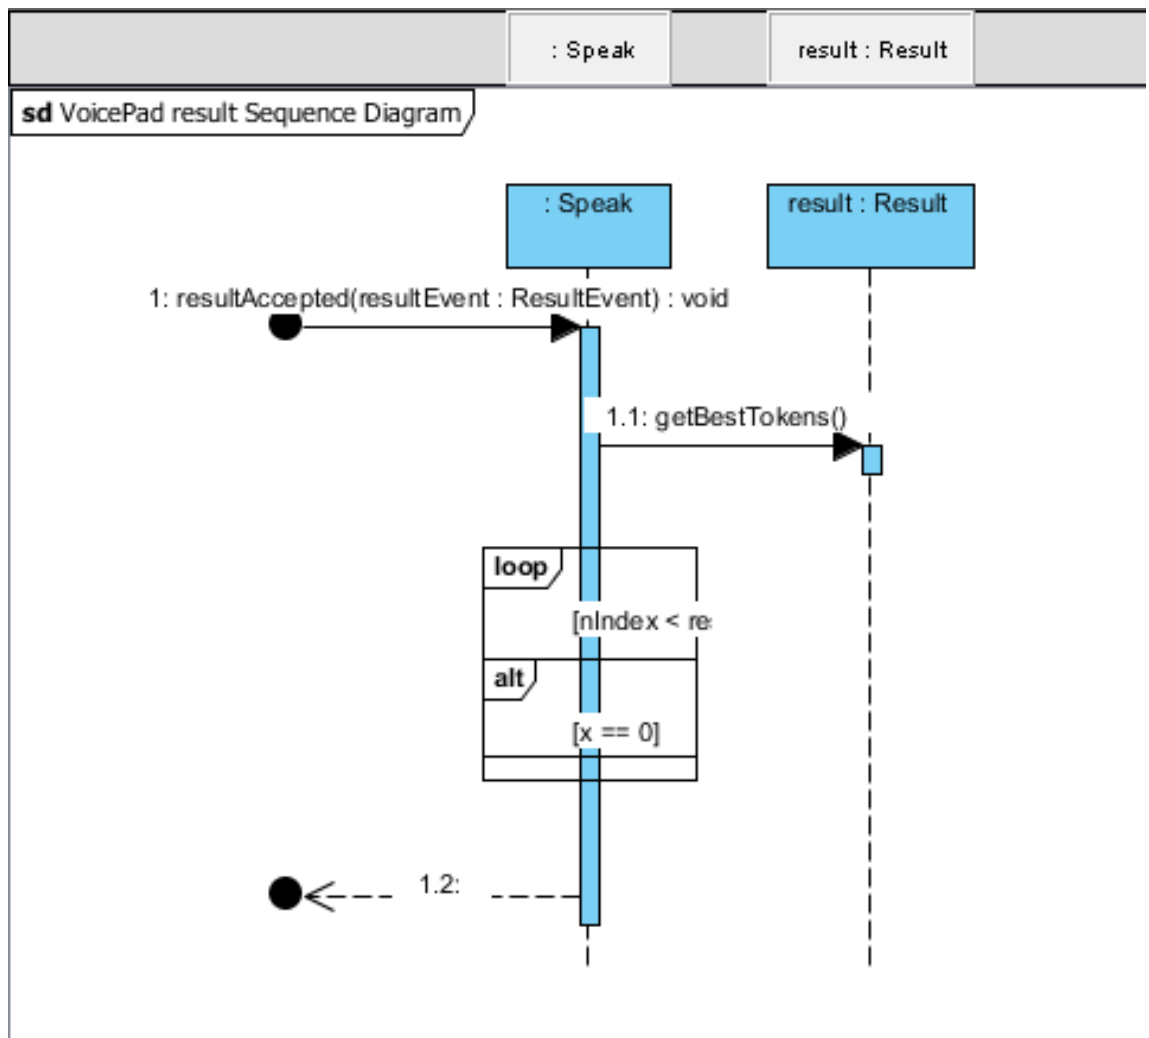 : Speak
result : Result
sd VoicePad result Sequence Diagram
: Speak
result : Result
1: resultAccepted(resultEvent : ResultEvent) : void
1.1: getBestTokens()
loop
[nIndex < re
alt
[x == 0]
1.2: